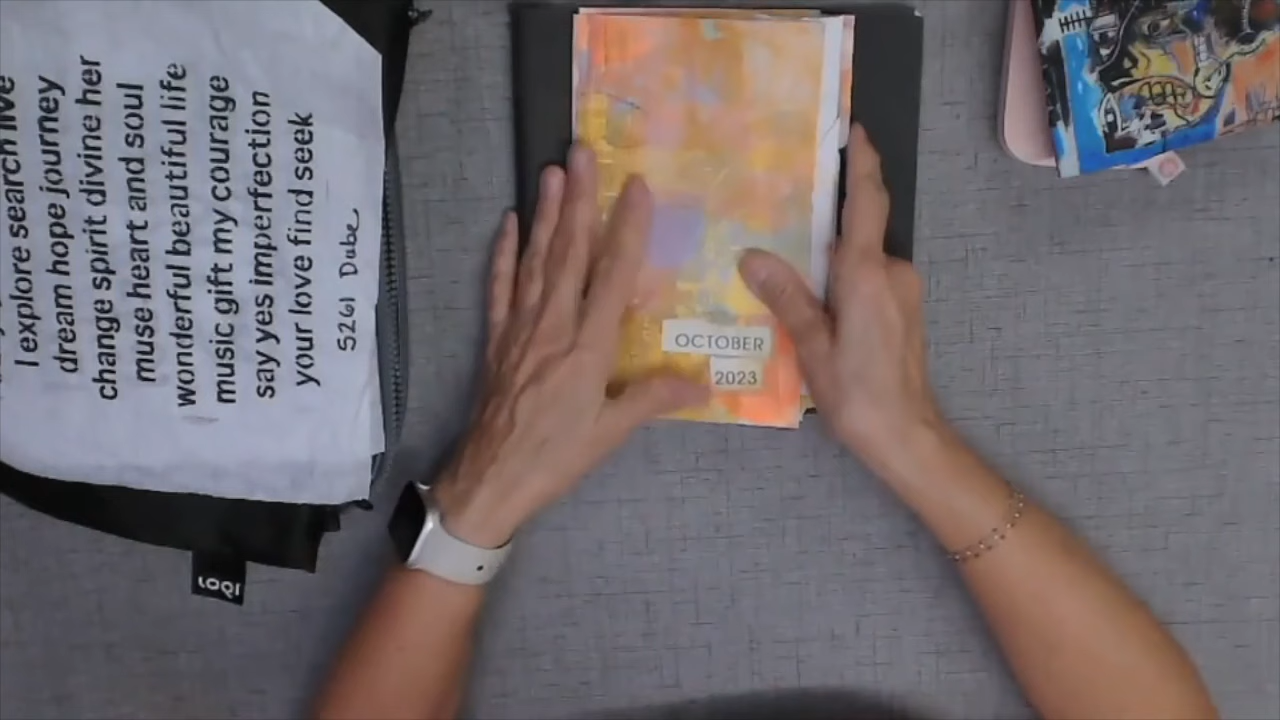 I explore search live
dream hope journey
change spirit divine her
muse heart and soul
wonderful beautiful life
music gift my courage
say yes imperfection
your love find seek
5261 Dube
LOQI
OCTOBER
2023